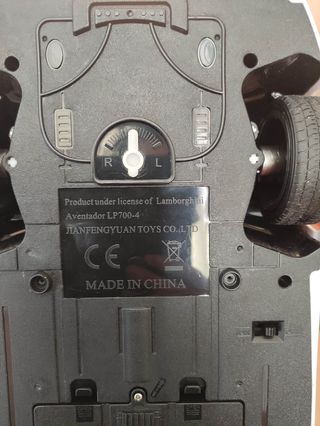 R L
Product under license of Lamborghini
Aventador LP700-4
JIANFENGYUAN TOYS CO.,LTD
CE
MADE IN CHINA